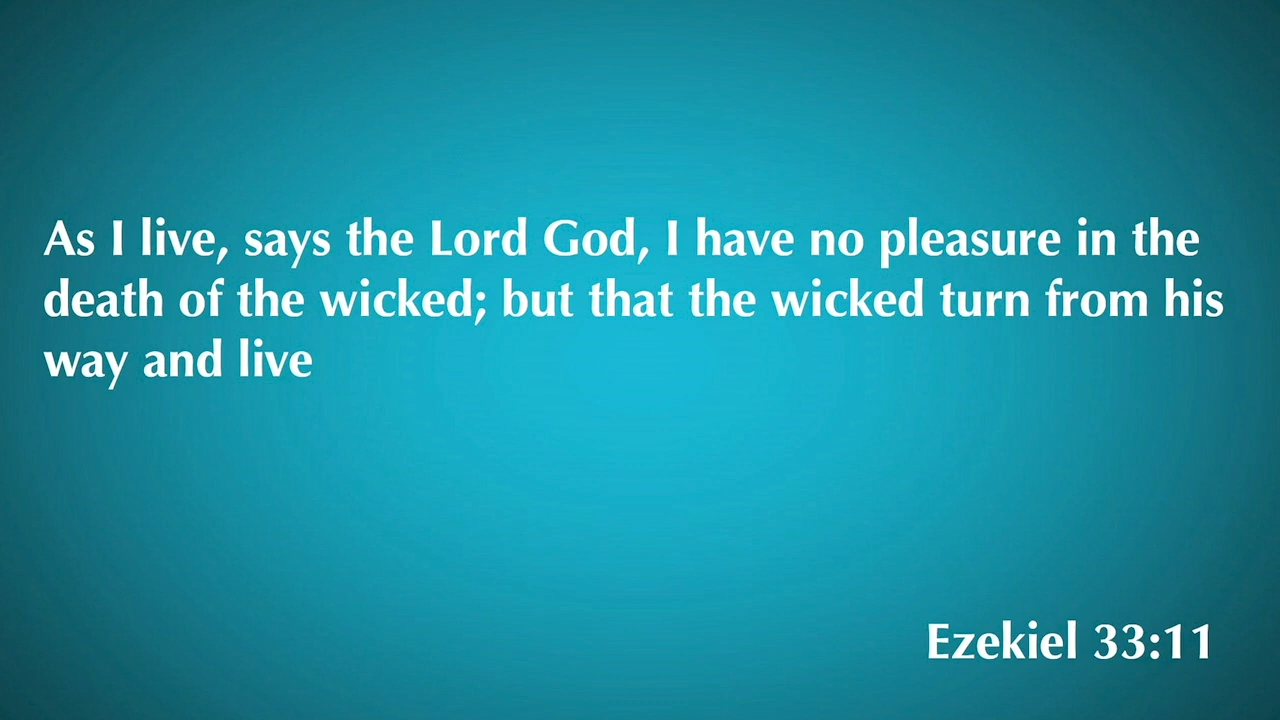 As I live, says the Lord God, I have no pleasure in the
death of the wicked; but that the wicked turn from his
way and live
Ezekiel 33:11